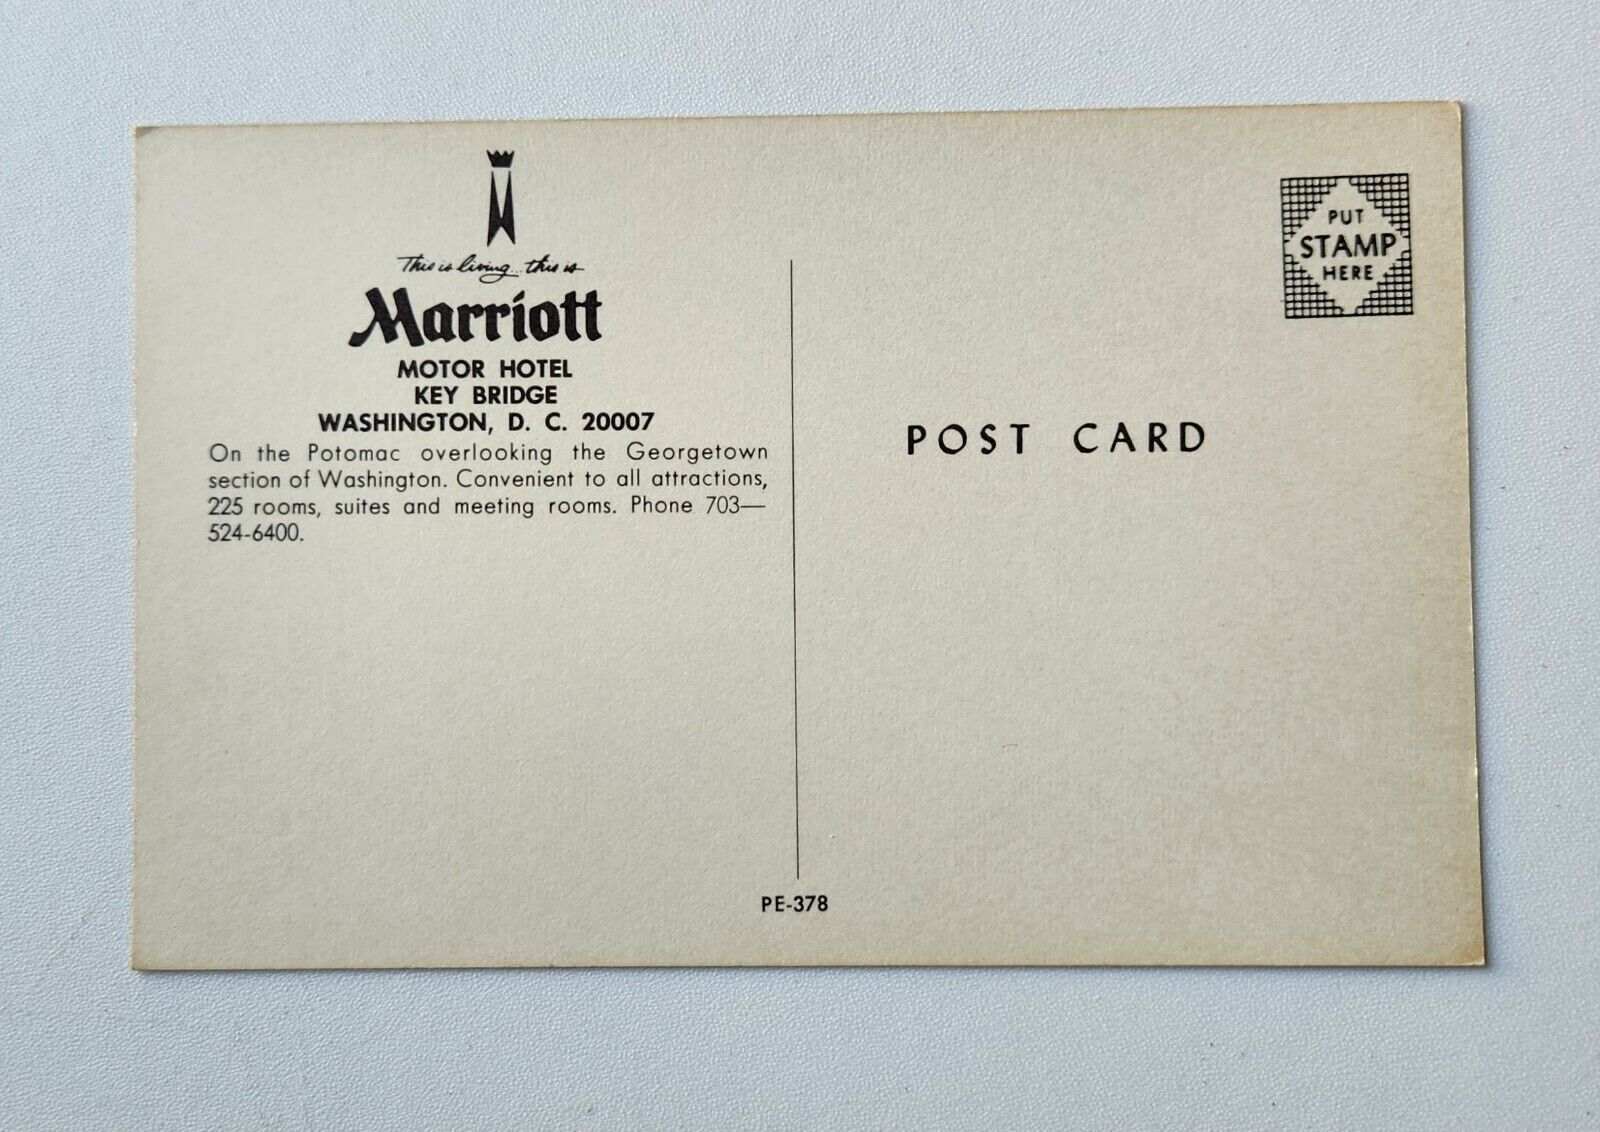 This is living...this is
Marriott
MOTOR HOTEL
KEY BRIDGE
WASHINGTON, D. C. 20007
On the Potomac overlooking the Georgetown
section of Washington. Convenient to all attractions,
225 rooms, suites and meeting rooms. Phone 703—
524-6400.
PUT
STAMP
HERE
POST CARD
PE-378